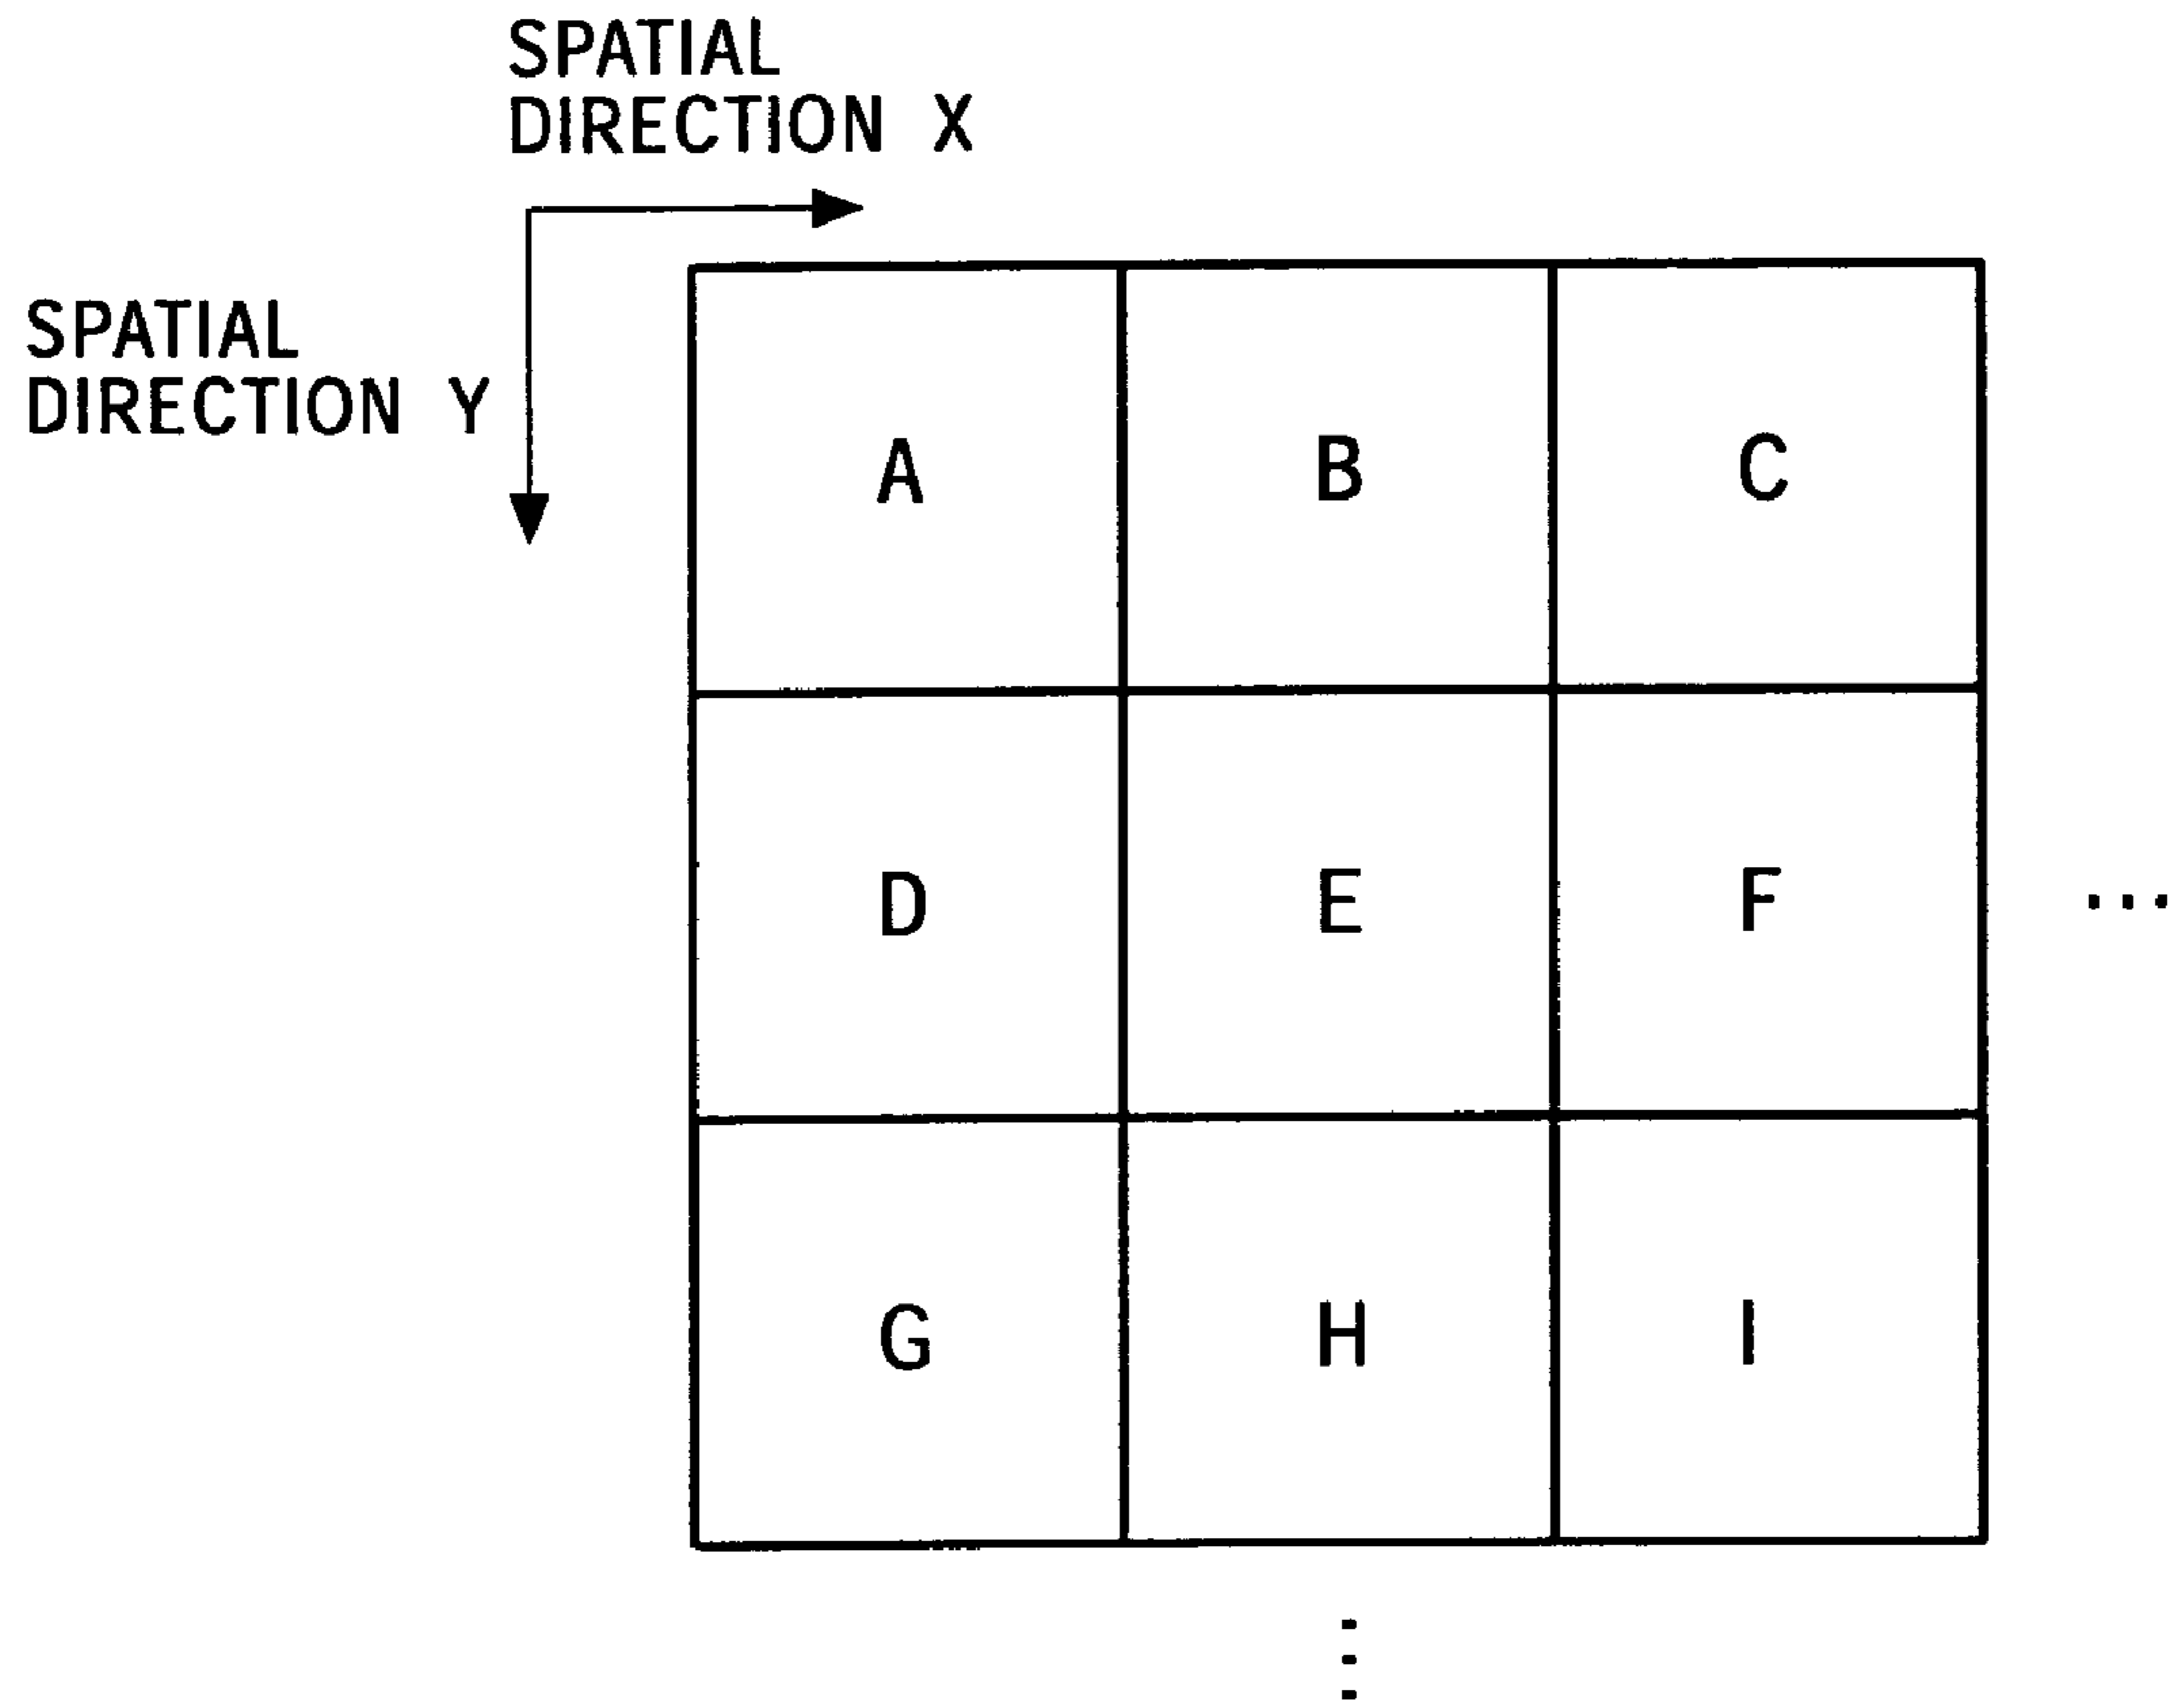 SPATIAL
DIRECTION X
SPATIAL
DIRECTION Y
A B C
D E F
...
G H I
⋮